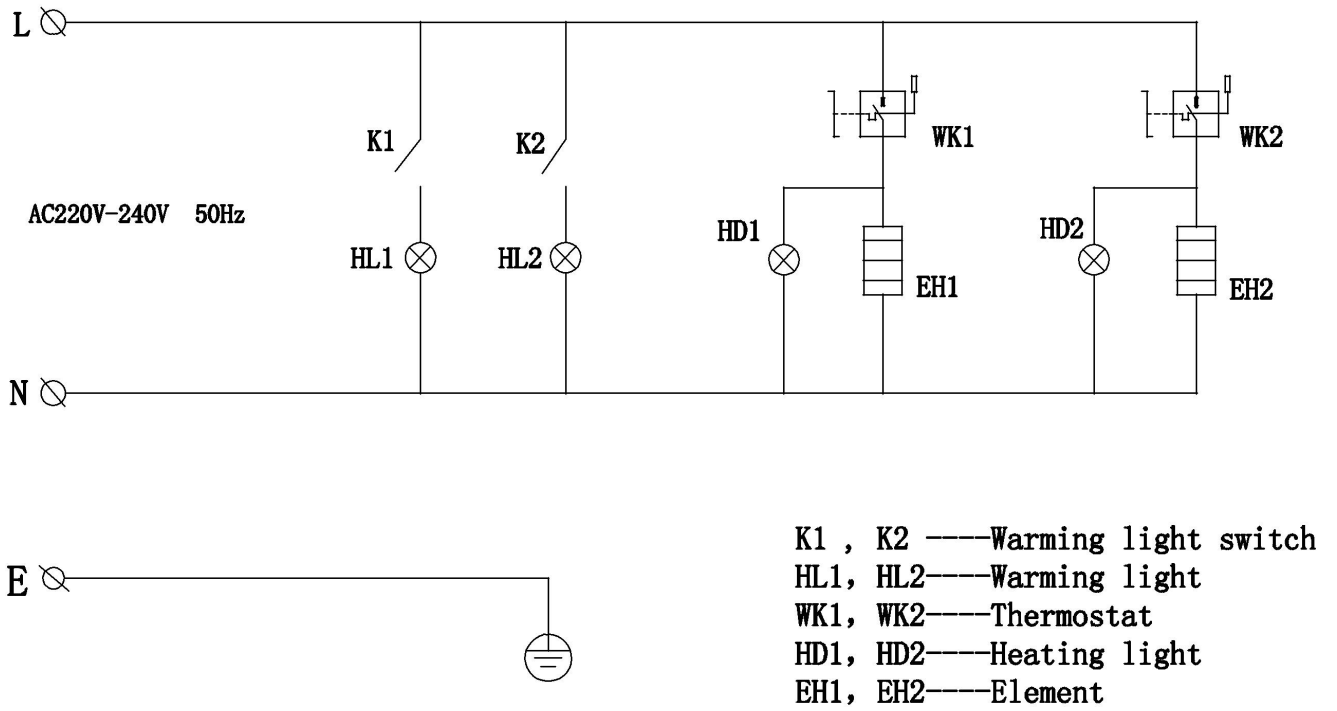 L
K1
K2
WK1
WK2
AC220V-240V 50Hz
HD1
HD2
HL1
HL2
EH1
EH2
N
K1 , K2 ----Warming light switch
E
HL1, HL2----Warming light
WK1, WK2----Thermostat
HD1, HD2----Heating light
EH1, EH2----Element